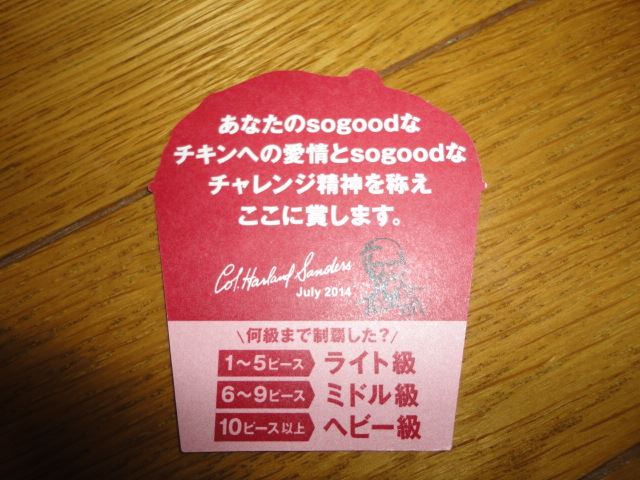 あなたのsogoodな
チキンへの愛情とsogoodな
チャレンジ精神を称え
ここに賞します。
Col. Harland Sanders
July 2014
\何級まで制覇した?/
1〜5ピース ライト級
6〜9ピース ミドル級
10ピース以上 ヘビー級